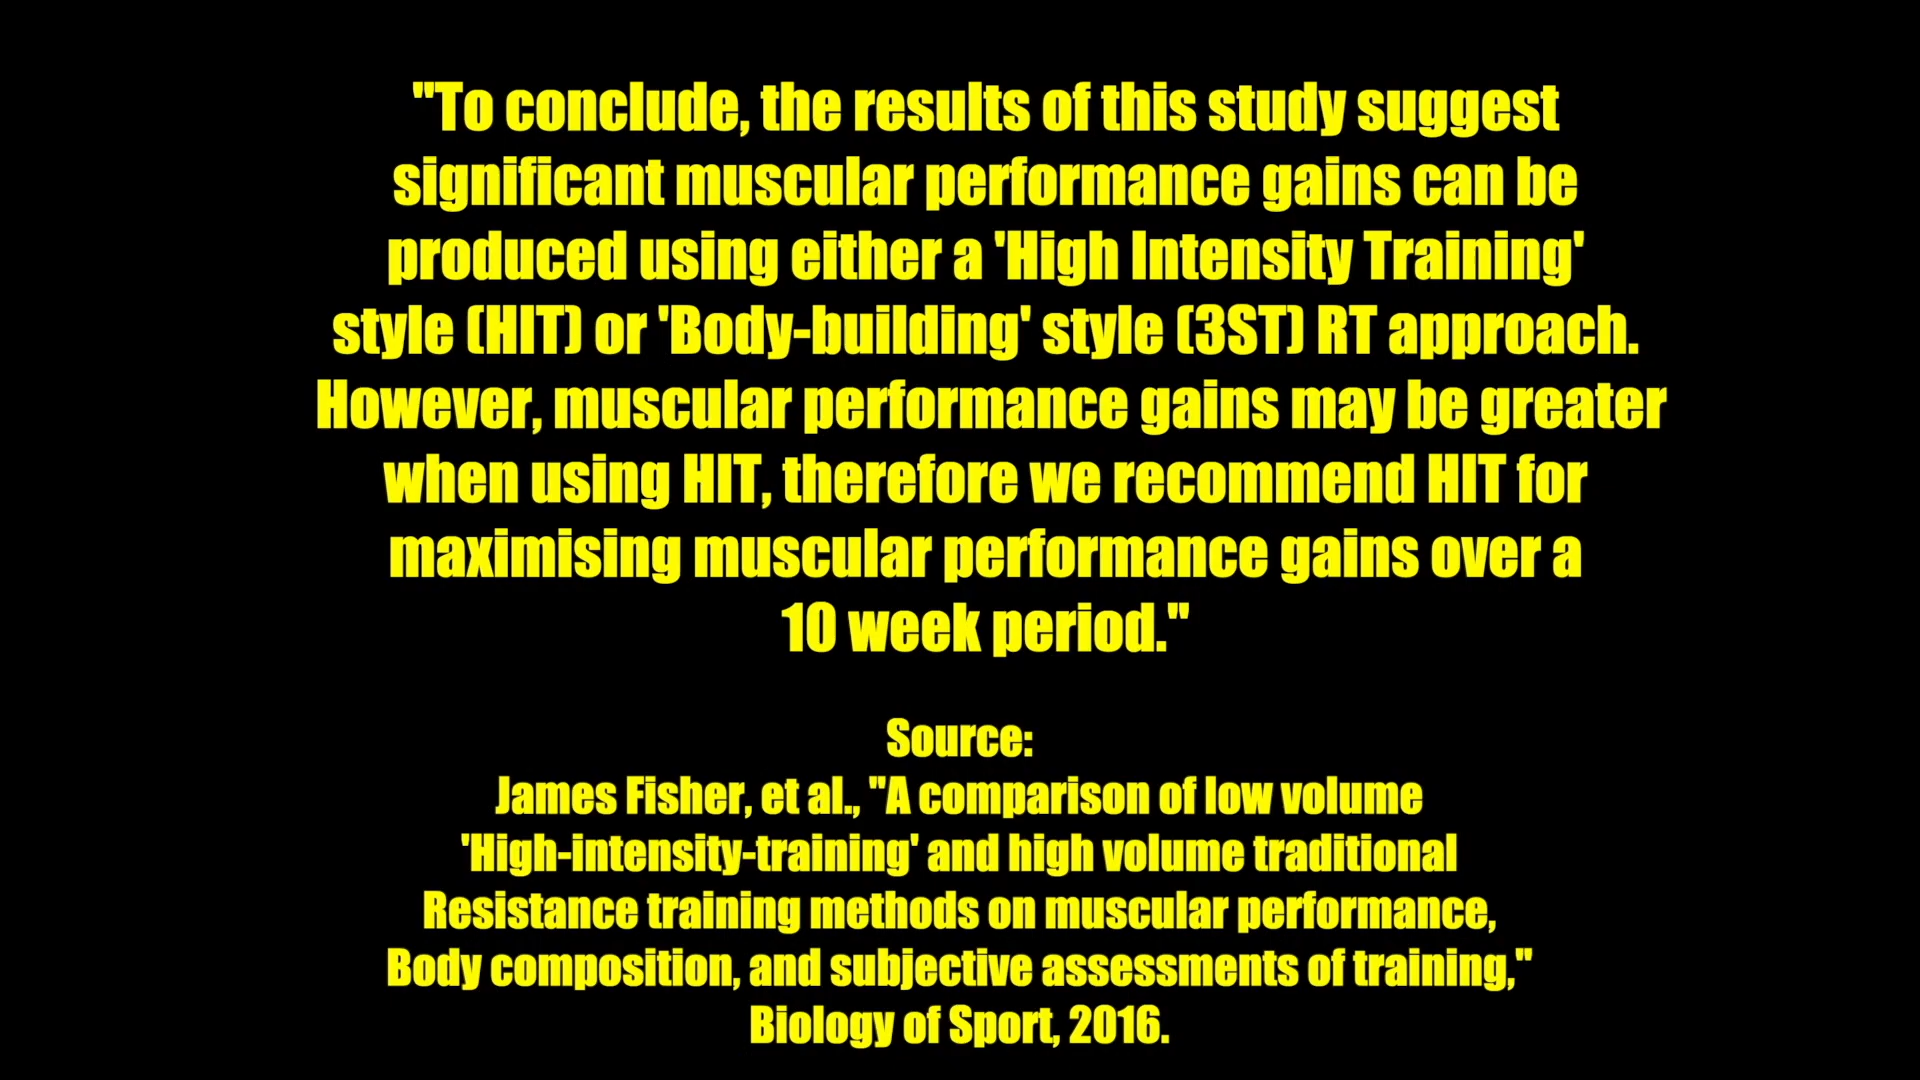 "To conclude, the results of this study suggest
significant muscular performance gains can be
produced using either a 'High Intensity Training'
style (HIT) or 'Body-building' style (3ST) RT approach.
However, muscular performance gains may be greater
when using HIT, therefore we recommend HIT for
maximising muscular performance gains over a
10 week period."
Source:
James Fisher, et al., "A comparison of low volume
'High-intensity-training' and high volume traditional
Resistance training methods on muscular performance,
Body composition, and subjective assessments of training,"
Biology of Sport, 2016.